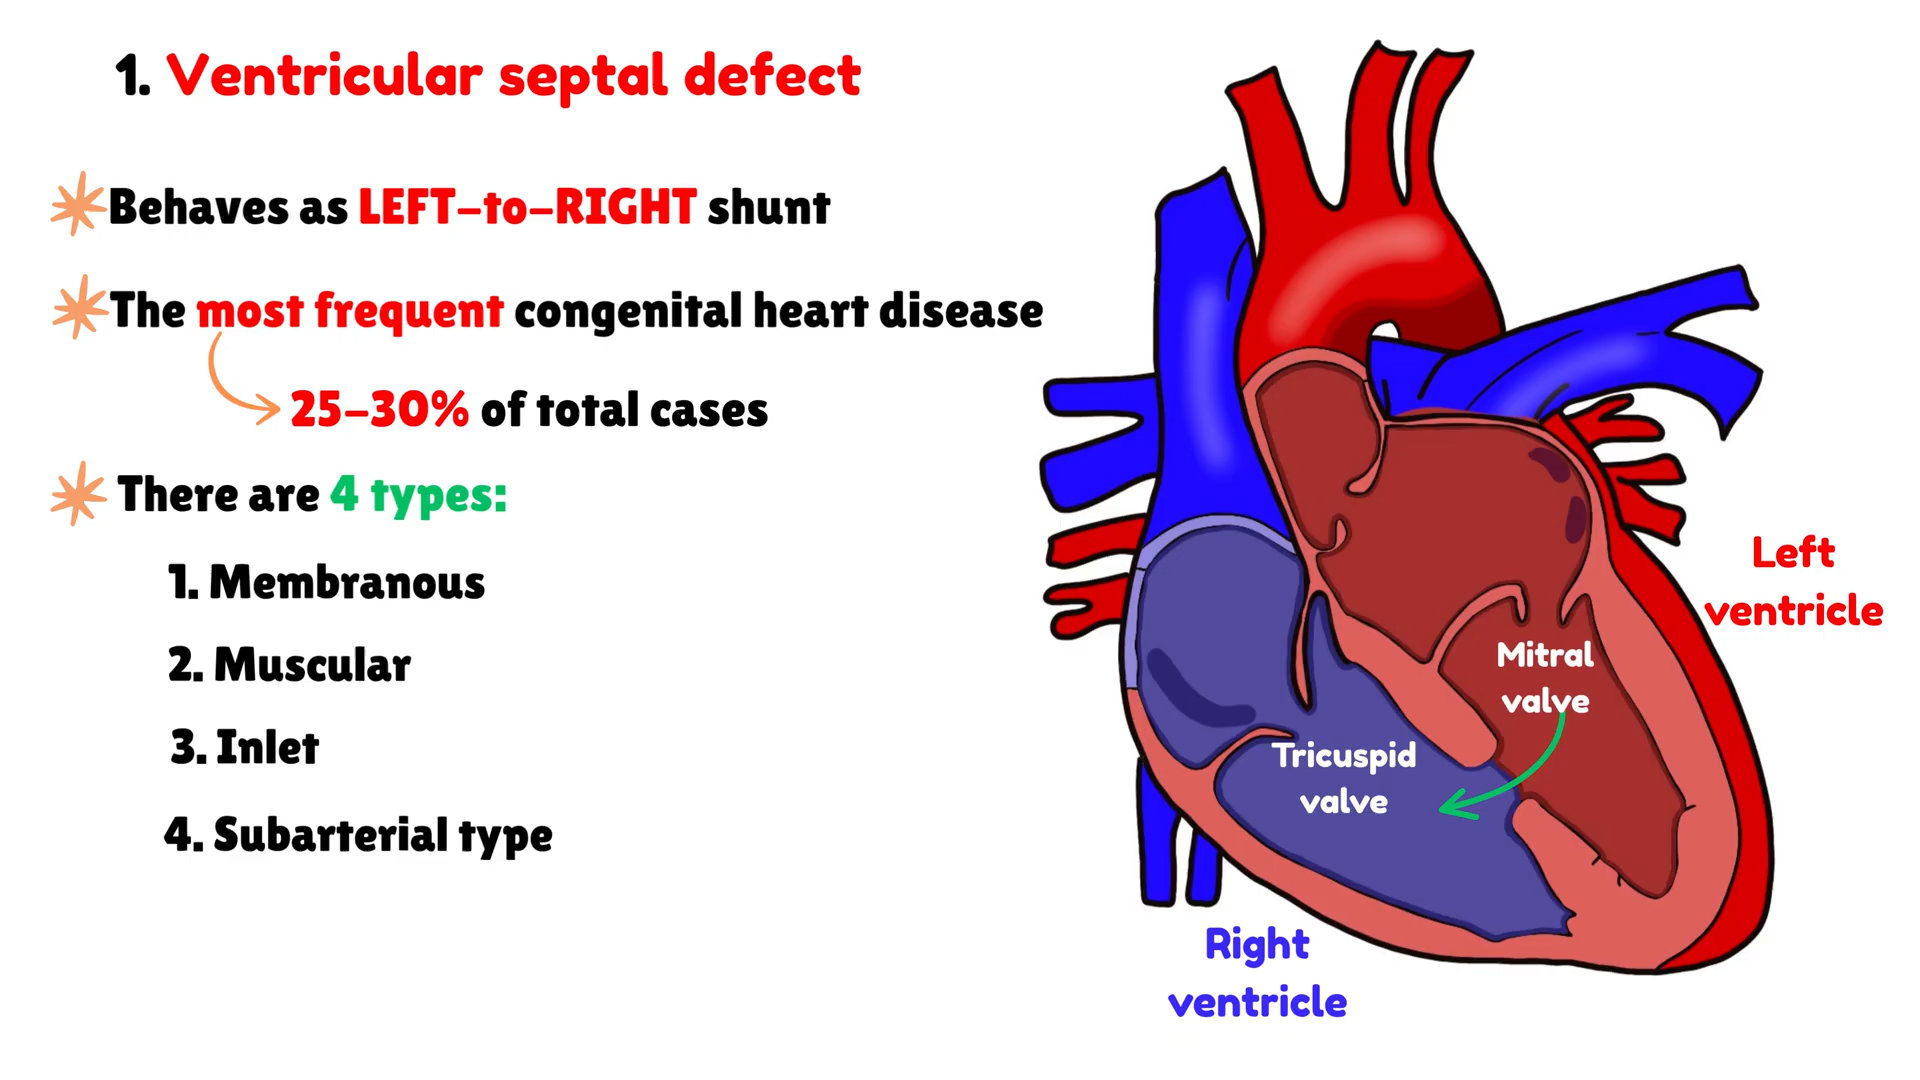 1. Ventricular septal defect
Behaves as LEFT-to-RIGHT shunt
The most frequent congenital heart disease
25-30% of total cases
There are 4 types:
1. Membranous
2. Muscular
3. Inlet
4. Subarterial type
Left
ventricle
Mitral
valve
Tricuspid
valve
Right
ventricle